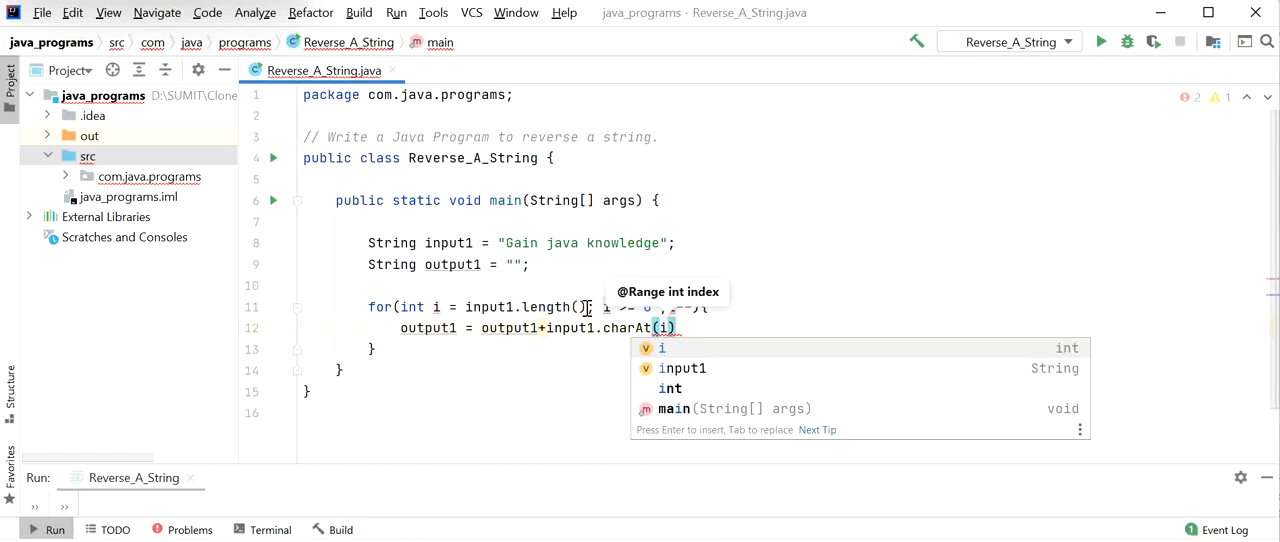 File Edit View Navigate Code Analyze Refactor Build Run Tools VCS Window Help java_programs - Reverse_A_String.java
java_programs src com java programs Reverse_A_String main Reverse_A_String
Project Project Reverse_A_String.java
java_programs D:\SUMIT\Clone
.idea
out
src
com.java.programs
java_programs.iml
External Libraries
Scratches and Consoles
2 1
1 package com.java.programs;
2
3 // Write a Java Program to reverse a string.
4 public class Reverse_A_String {
5
6 public static void main(String[] args) {
7
8 String input1 = "Gain java knowledge";
9 String output1 = "";
10
@Range int index
11 for(int i = input1.length(); i >= 0 ;i--){
12 output1 = output1+input1.charAt(i)
13 }
14 }
15 }
16
i int
input1 String
int
main(String[] args) void
Press Enter to insert, Tab to replace Next Tip
Structure
Favorites
Run: Reverse_A_String
» »
Run TODO Problems Terminal Build 1 Event Log